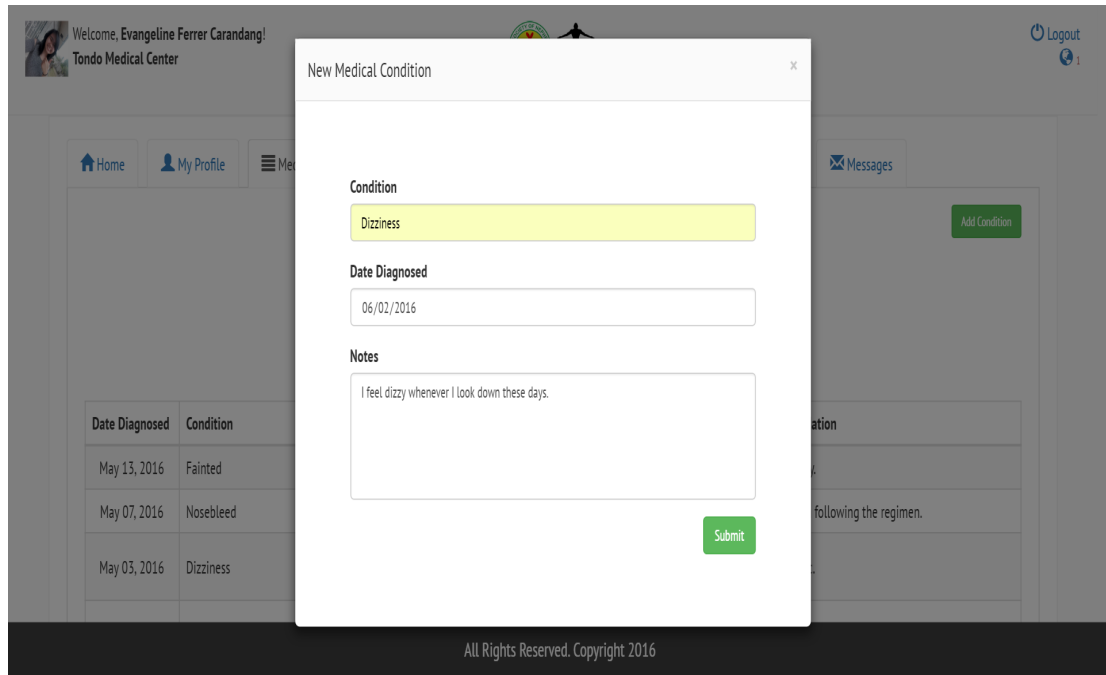 Welcome, Evangeline Ferrer Carandang!
Tondo Medical Center
Logout
1
New Medical Condition
x
Home
My Profile
Messages
Add Condition
Condition
Dizziness
Date Diagnosed
06/02/2016
Notes
I feel dizzy whenever I look down these days.
Submit
Date Diagnosed Condition
May 13, 2016 Fainted
May 07, 2016 Nosebleed following the regimen.
May 03, 2016 Dizziness
All Rights Reserved. Copyright 2016